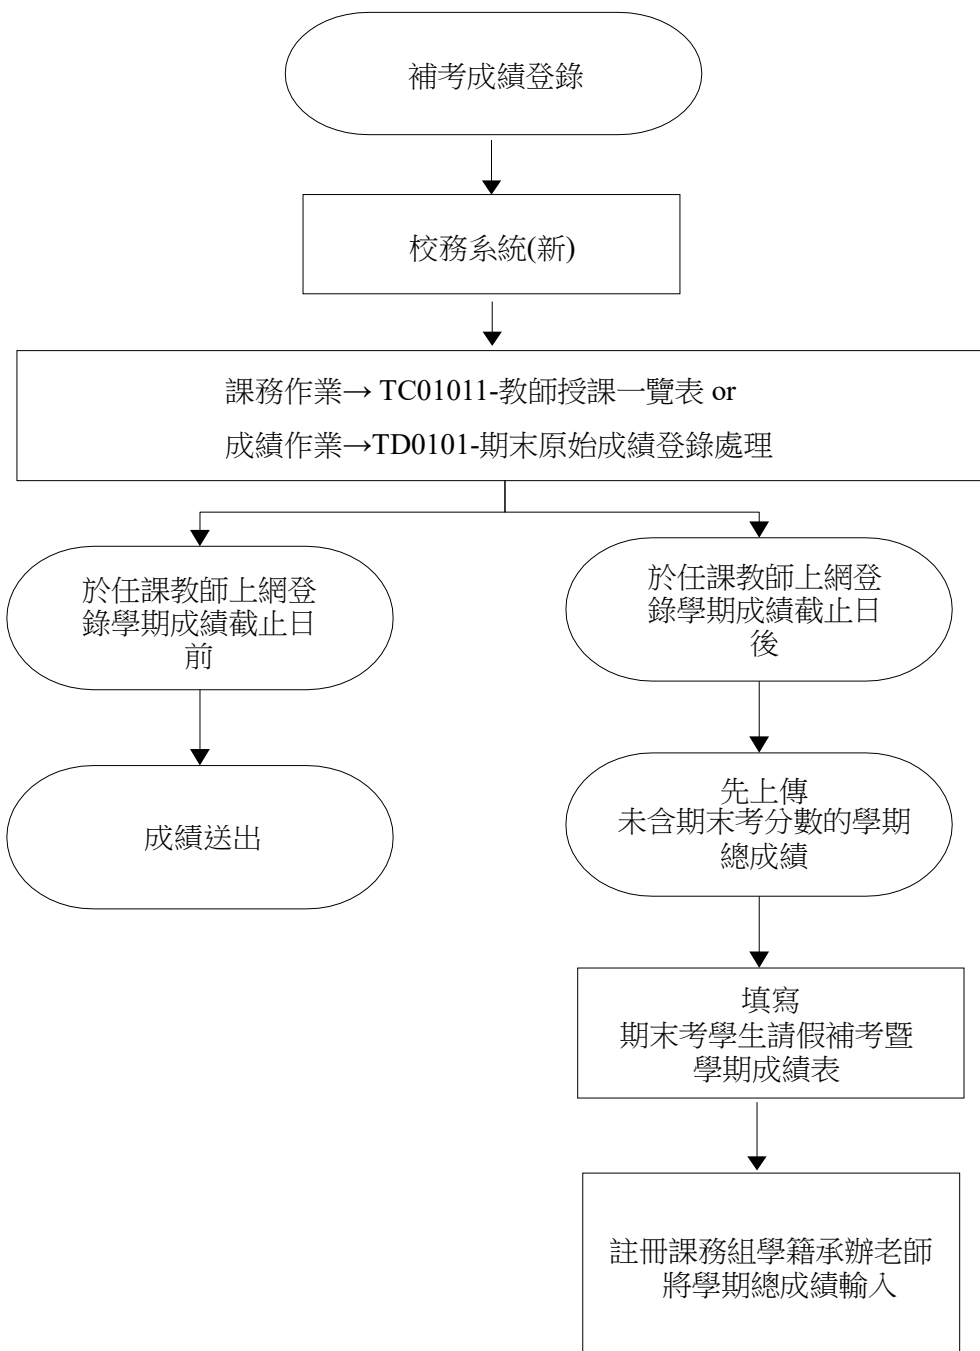 補考成績登錄
校務系統(新)
課務作業→ TC01011-教師授課一覽表 or
成績作業→TD0101-期末原始成績登錄處理
於任課教師上網登
錄學期成績截止日
前
於任課教師上網登
錄學期成績截止日
後
成績送出
先上傳
未含期末考分數的學期
總成績
填寫
期末考學生請假補考暨
學期成績表
註冊課務組學籍承辦老師
將學期總成績輸入